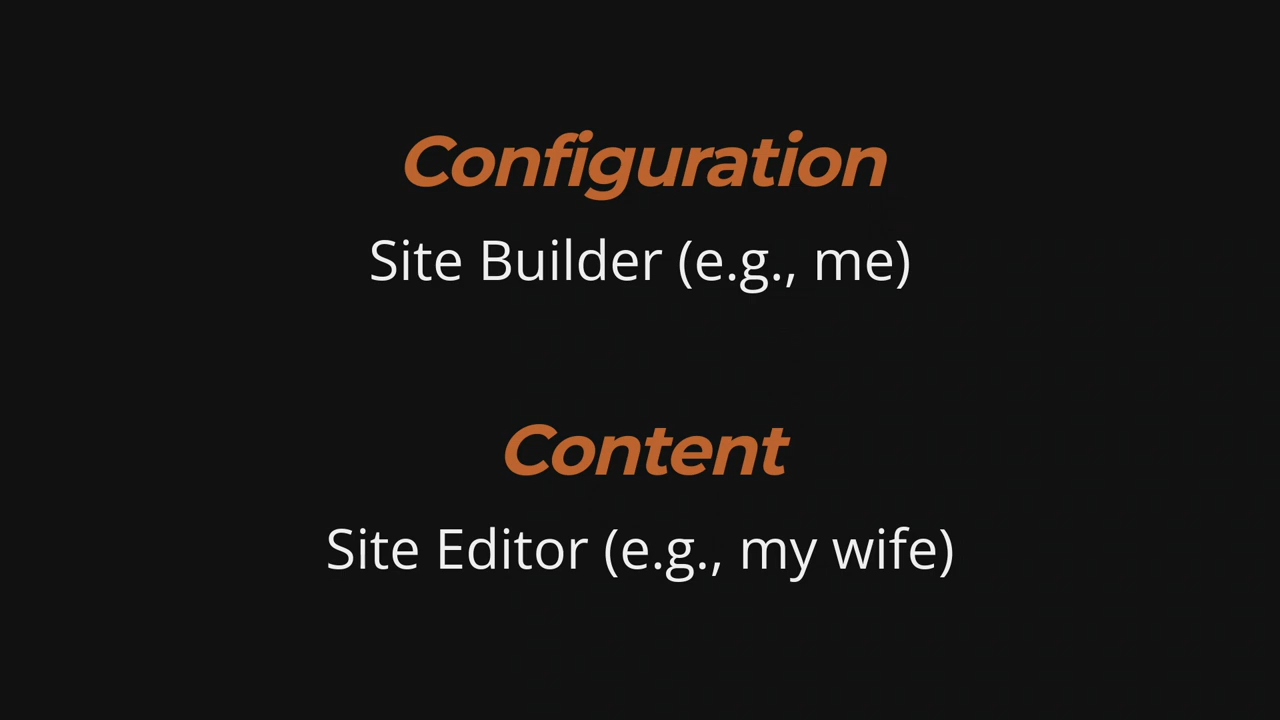 Configuration
Site Builder (e.g., me)
Content
Site Editor (e.g., my wife)